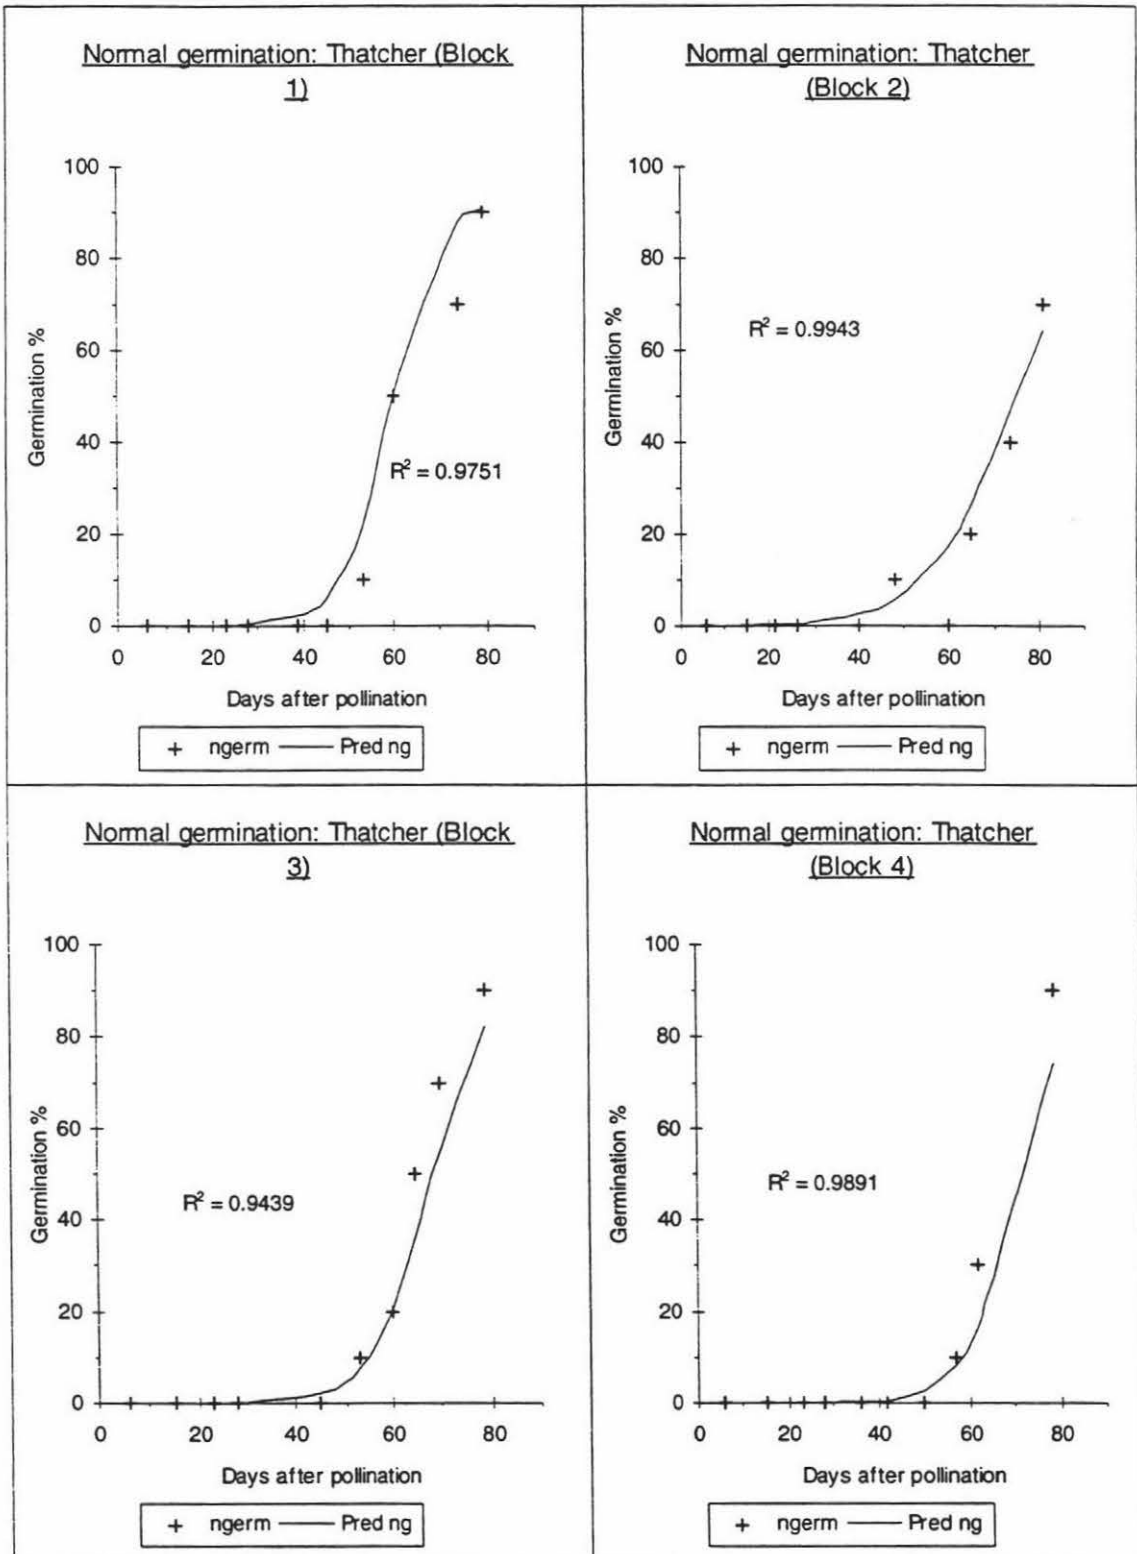 Normal germination: Thatcher (Block
1)
100
80
60
40
20
0
Germination %
R² = 0.9751
0 20 40 60 80
Days after pollination
+ ngerm —— Pred ng
Normal germination: Thatcher
(Block 2)
100
80
60
40
20
0
Germination %
R² = 0.9943
0 20 40 60 80
Days after pollination
+ ngerm —— Pred ng
Normal germination: Thatcher (Block
3)
100
80
60
40
20
0
Germination %
R² = 0.9439
0 20 40 60 80
Days after pollination
+ ngerm —— Pred ng
Normal germination: Thatcher
(Block 4)
100
80
60
40
20
0
Germination %
R² = 0.9891
0 20 40 60 80
Days after pollination
+ ngerm —— Pred ng